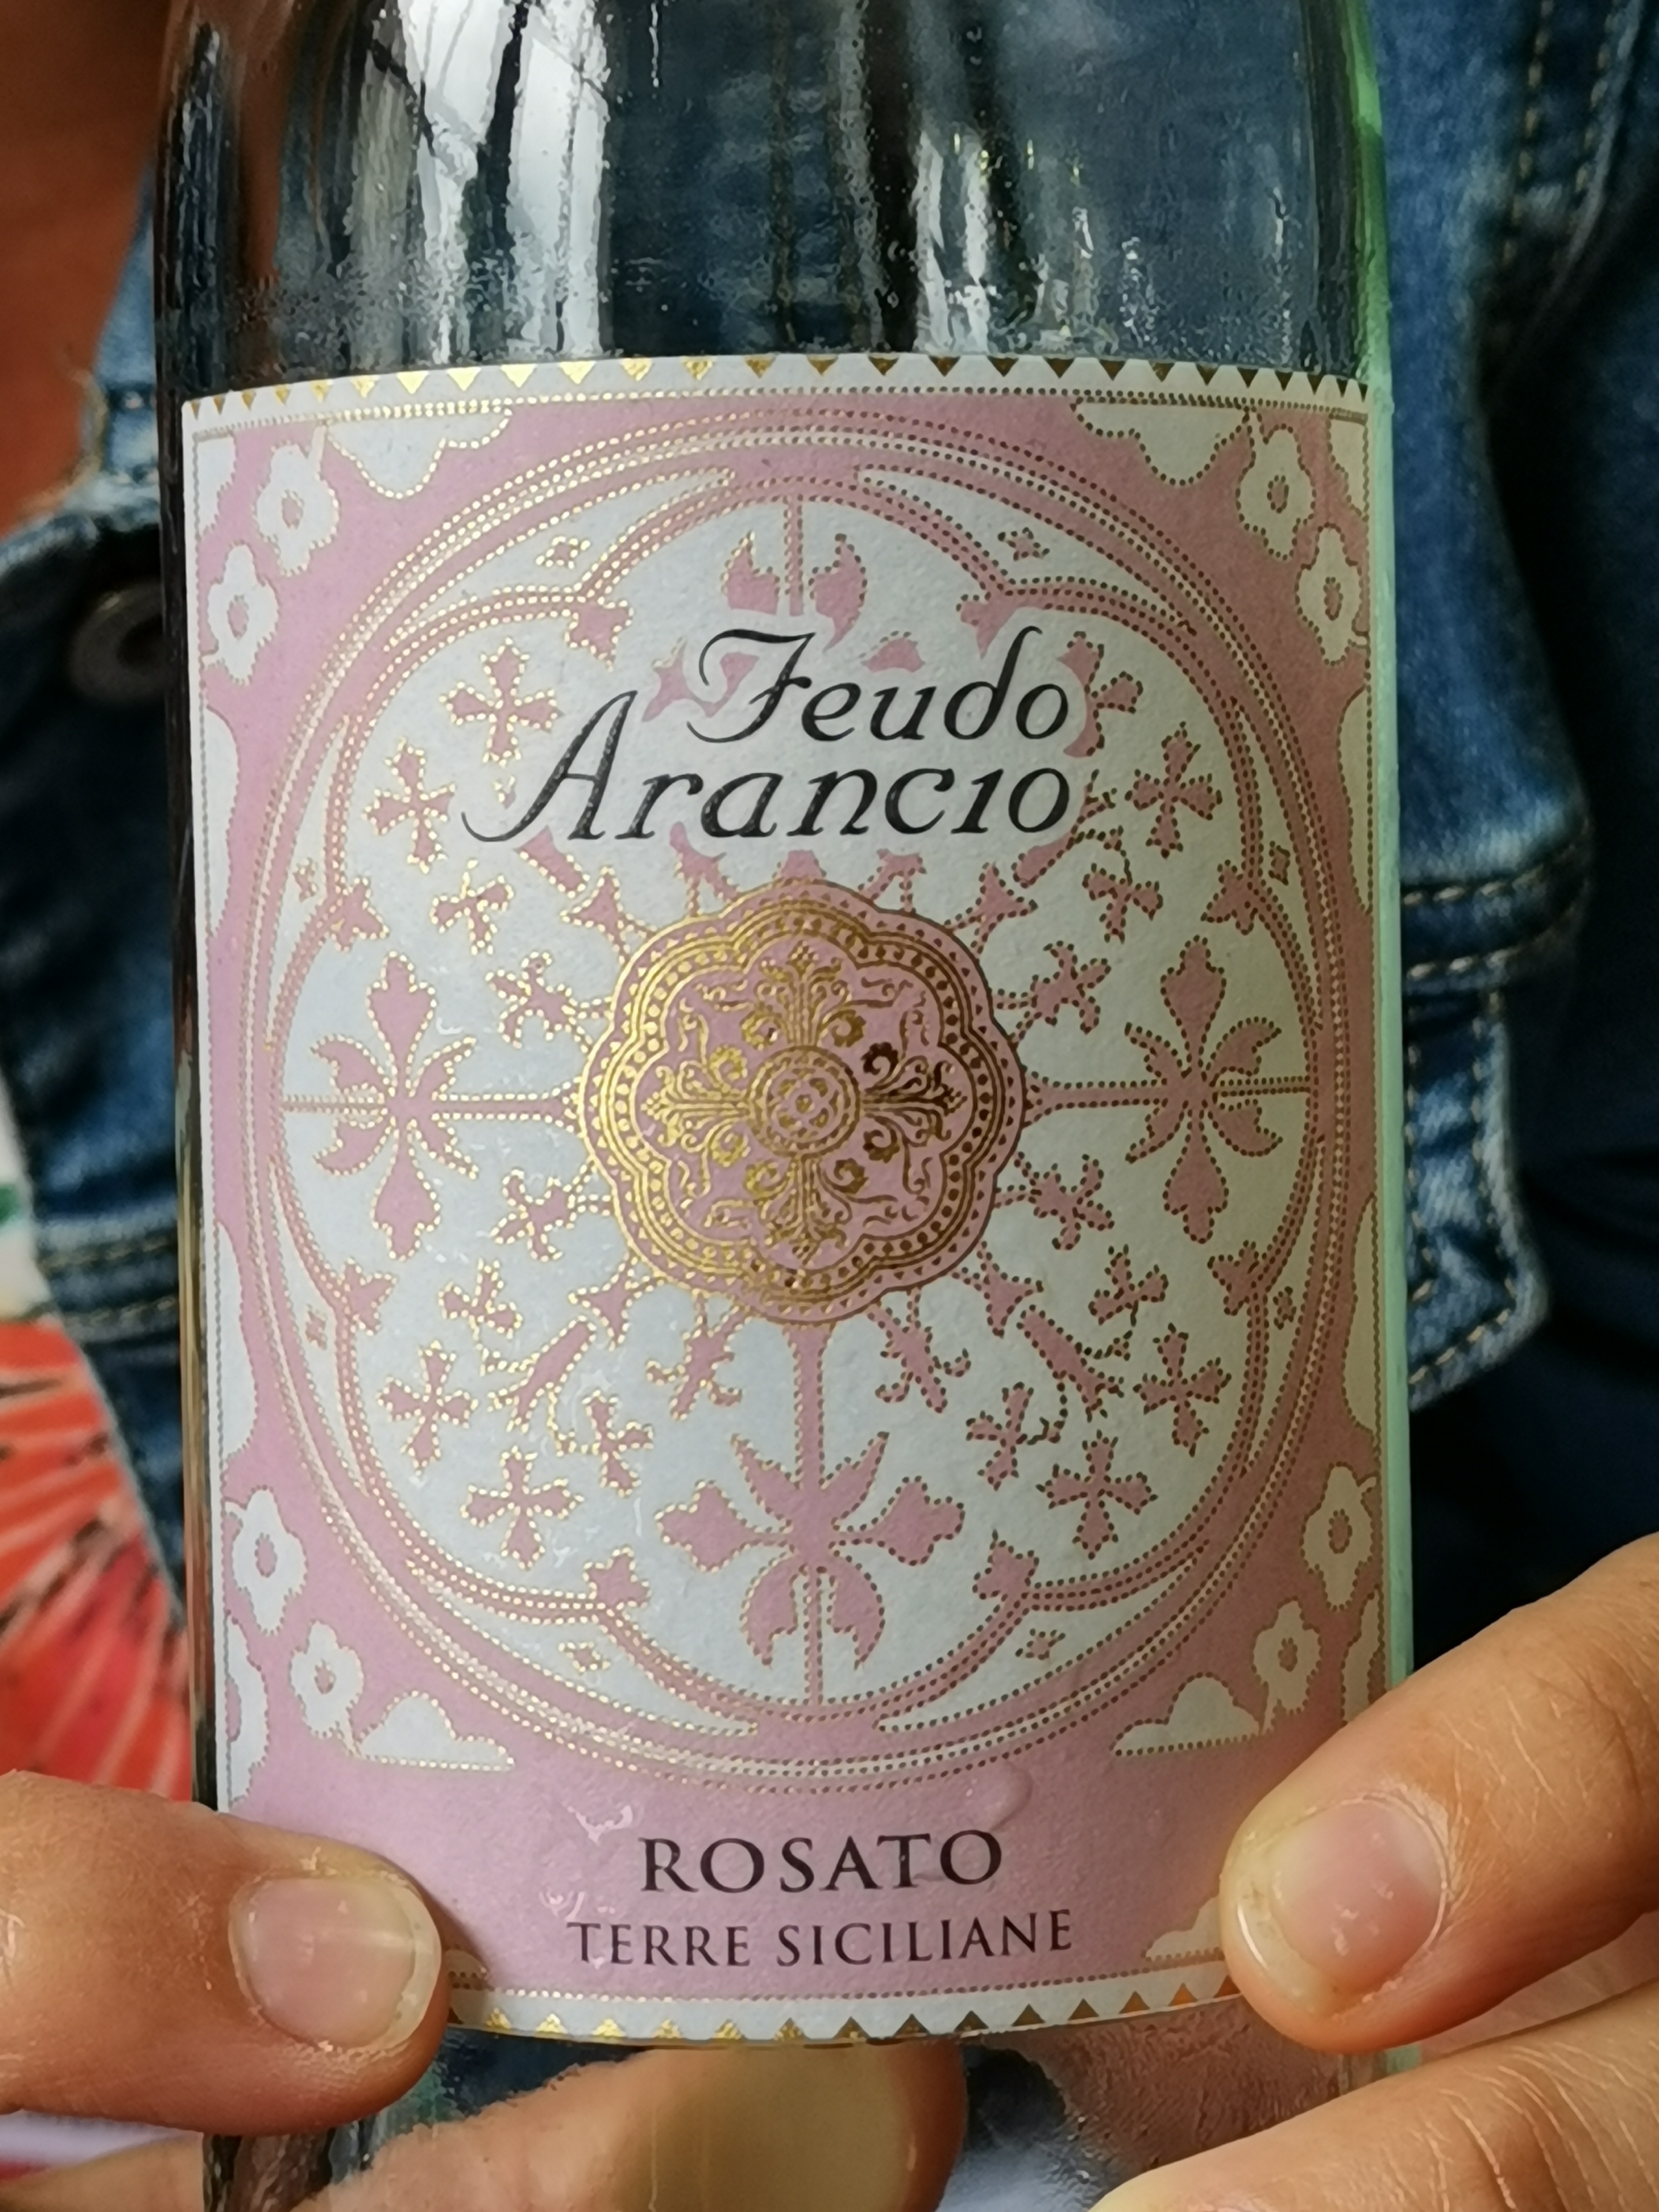 Feudo
Arancio
ROSATO
TERRE SICILIANE